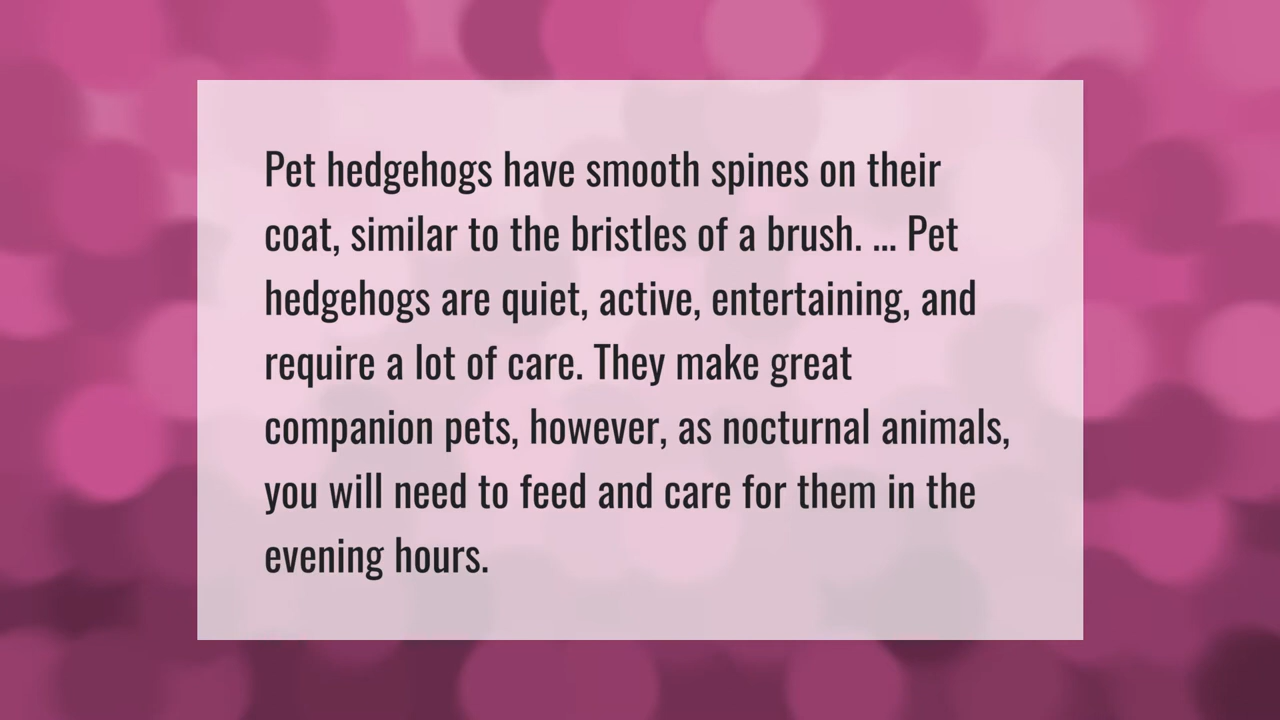 Pet hedgehogs have smooth spines on their
coat, similar to the bristles of a brush. ... Pet
hedgehogs are quiet, active, entertaining, and
require a lot of care. They make great
companion pets, however, as nocturnal animals,
you will need to feed and care for them in the
evening hours.